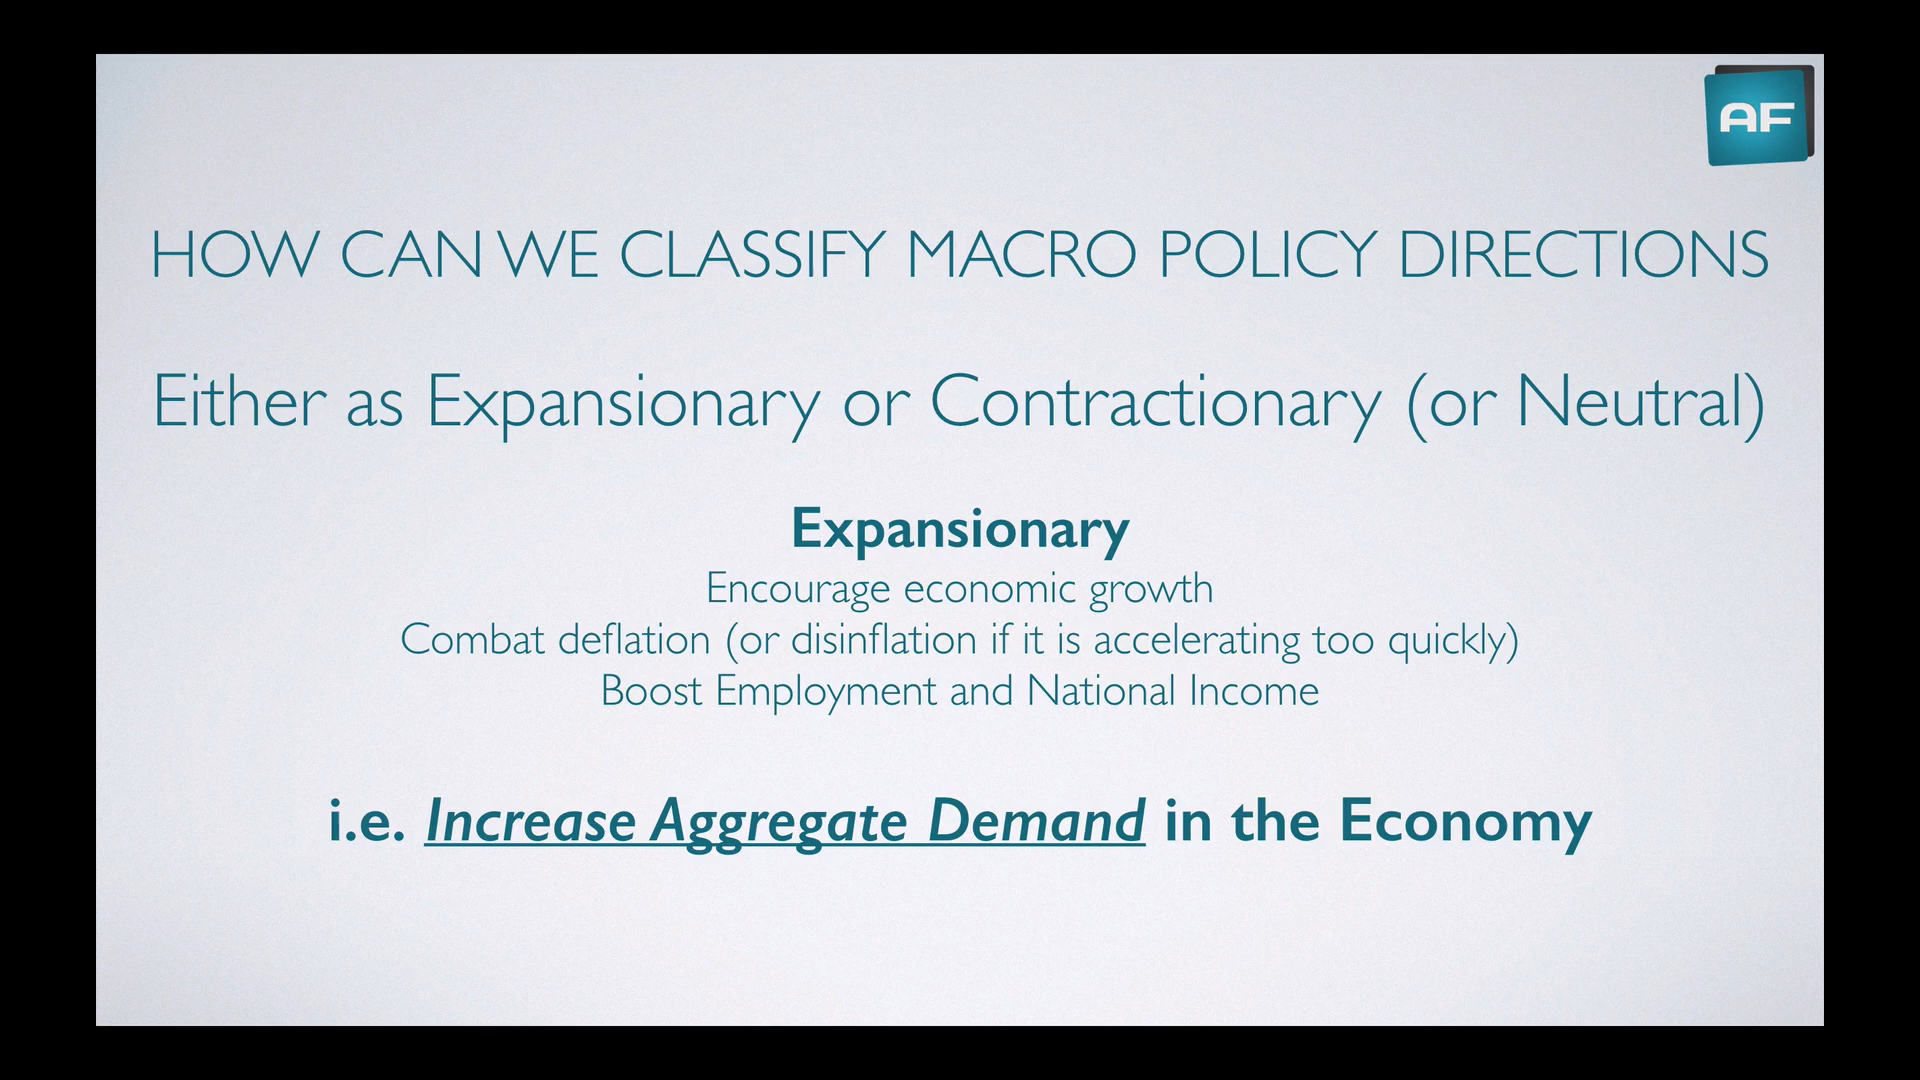 AF
HOW CAN WE CLASSIFY MACRO POLICY DIRECTIONS
Either as Expansionary or Contractionary (or Neutral)
Expansionary
Encourage economic growth
Combat deflation (or disinflation if it is accelerating too quickly)
Boost Employment and National Income
i.e. Increase Aggregate Demand in the Economy